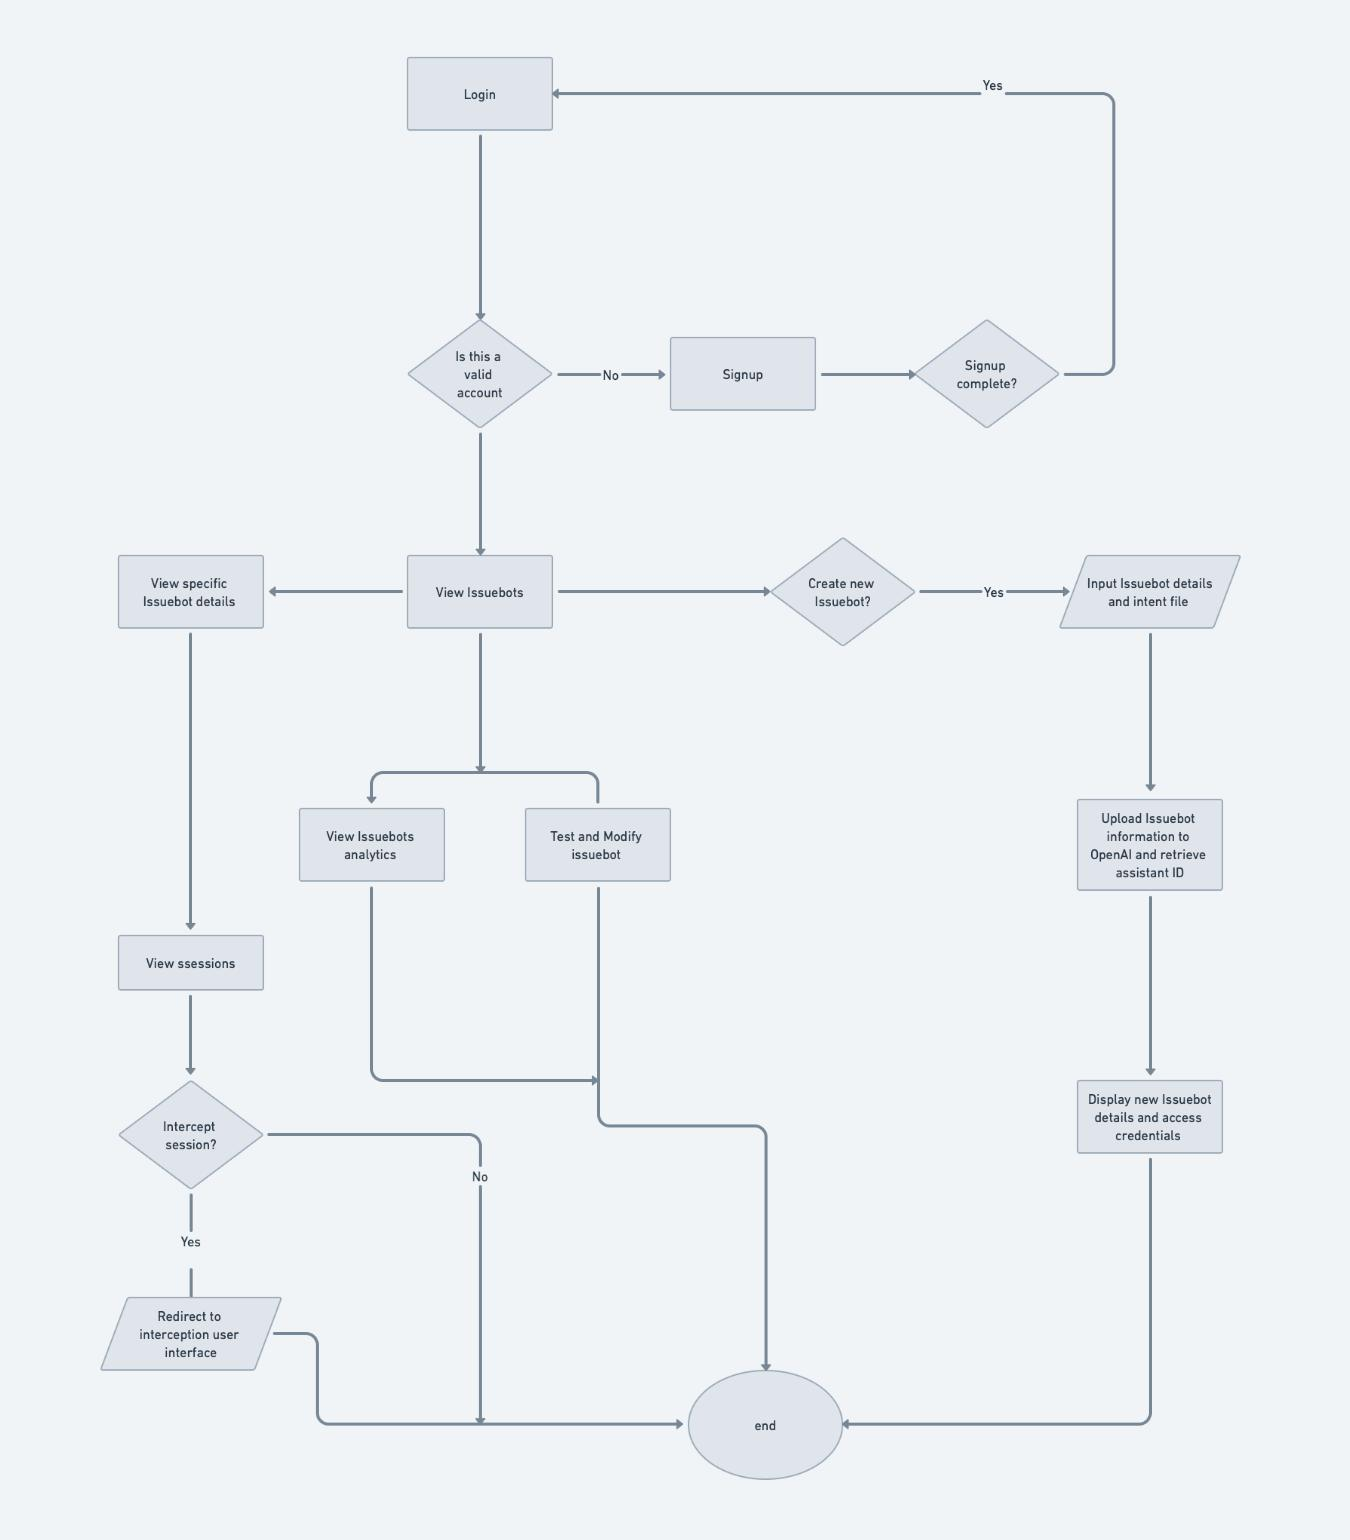 Login
Yes
Is this a
valid
account
No
Signup
Signup
complete?
View specific
Issuebot details
View Issuebots
Create new
Issuebot?
Yes
Input Issuebot details
and intent file
View Issuebots
analytics
Test and Modify
issuebot
Upload Issuebot
information to
OpenAI and retrieve
assistant ID
View ssessions
Intercept
session?
No
Display new Issuebot
details and access
credentials
Yes
Redirect to
interception user
interface
end